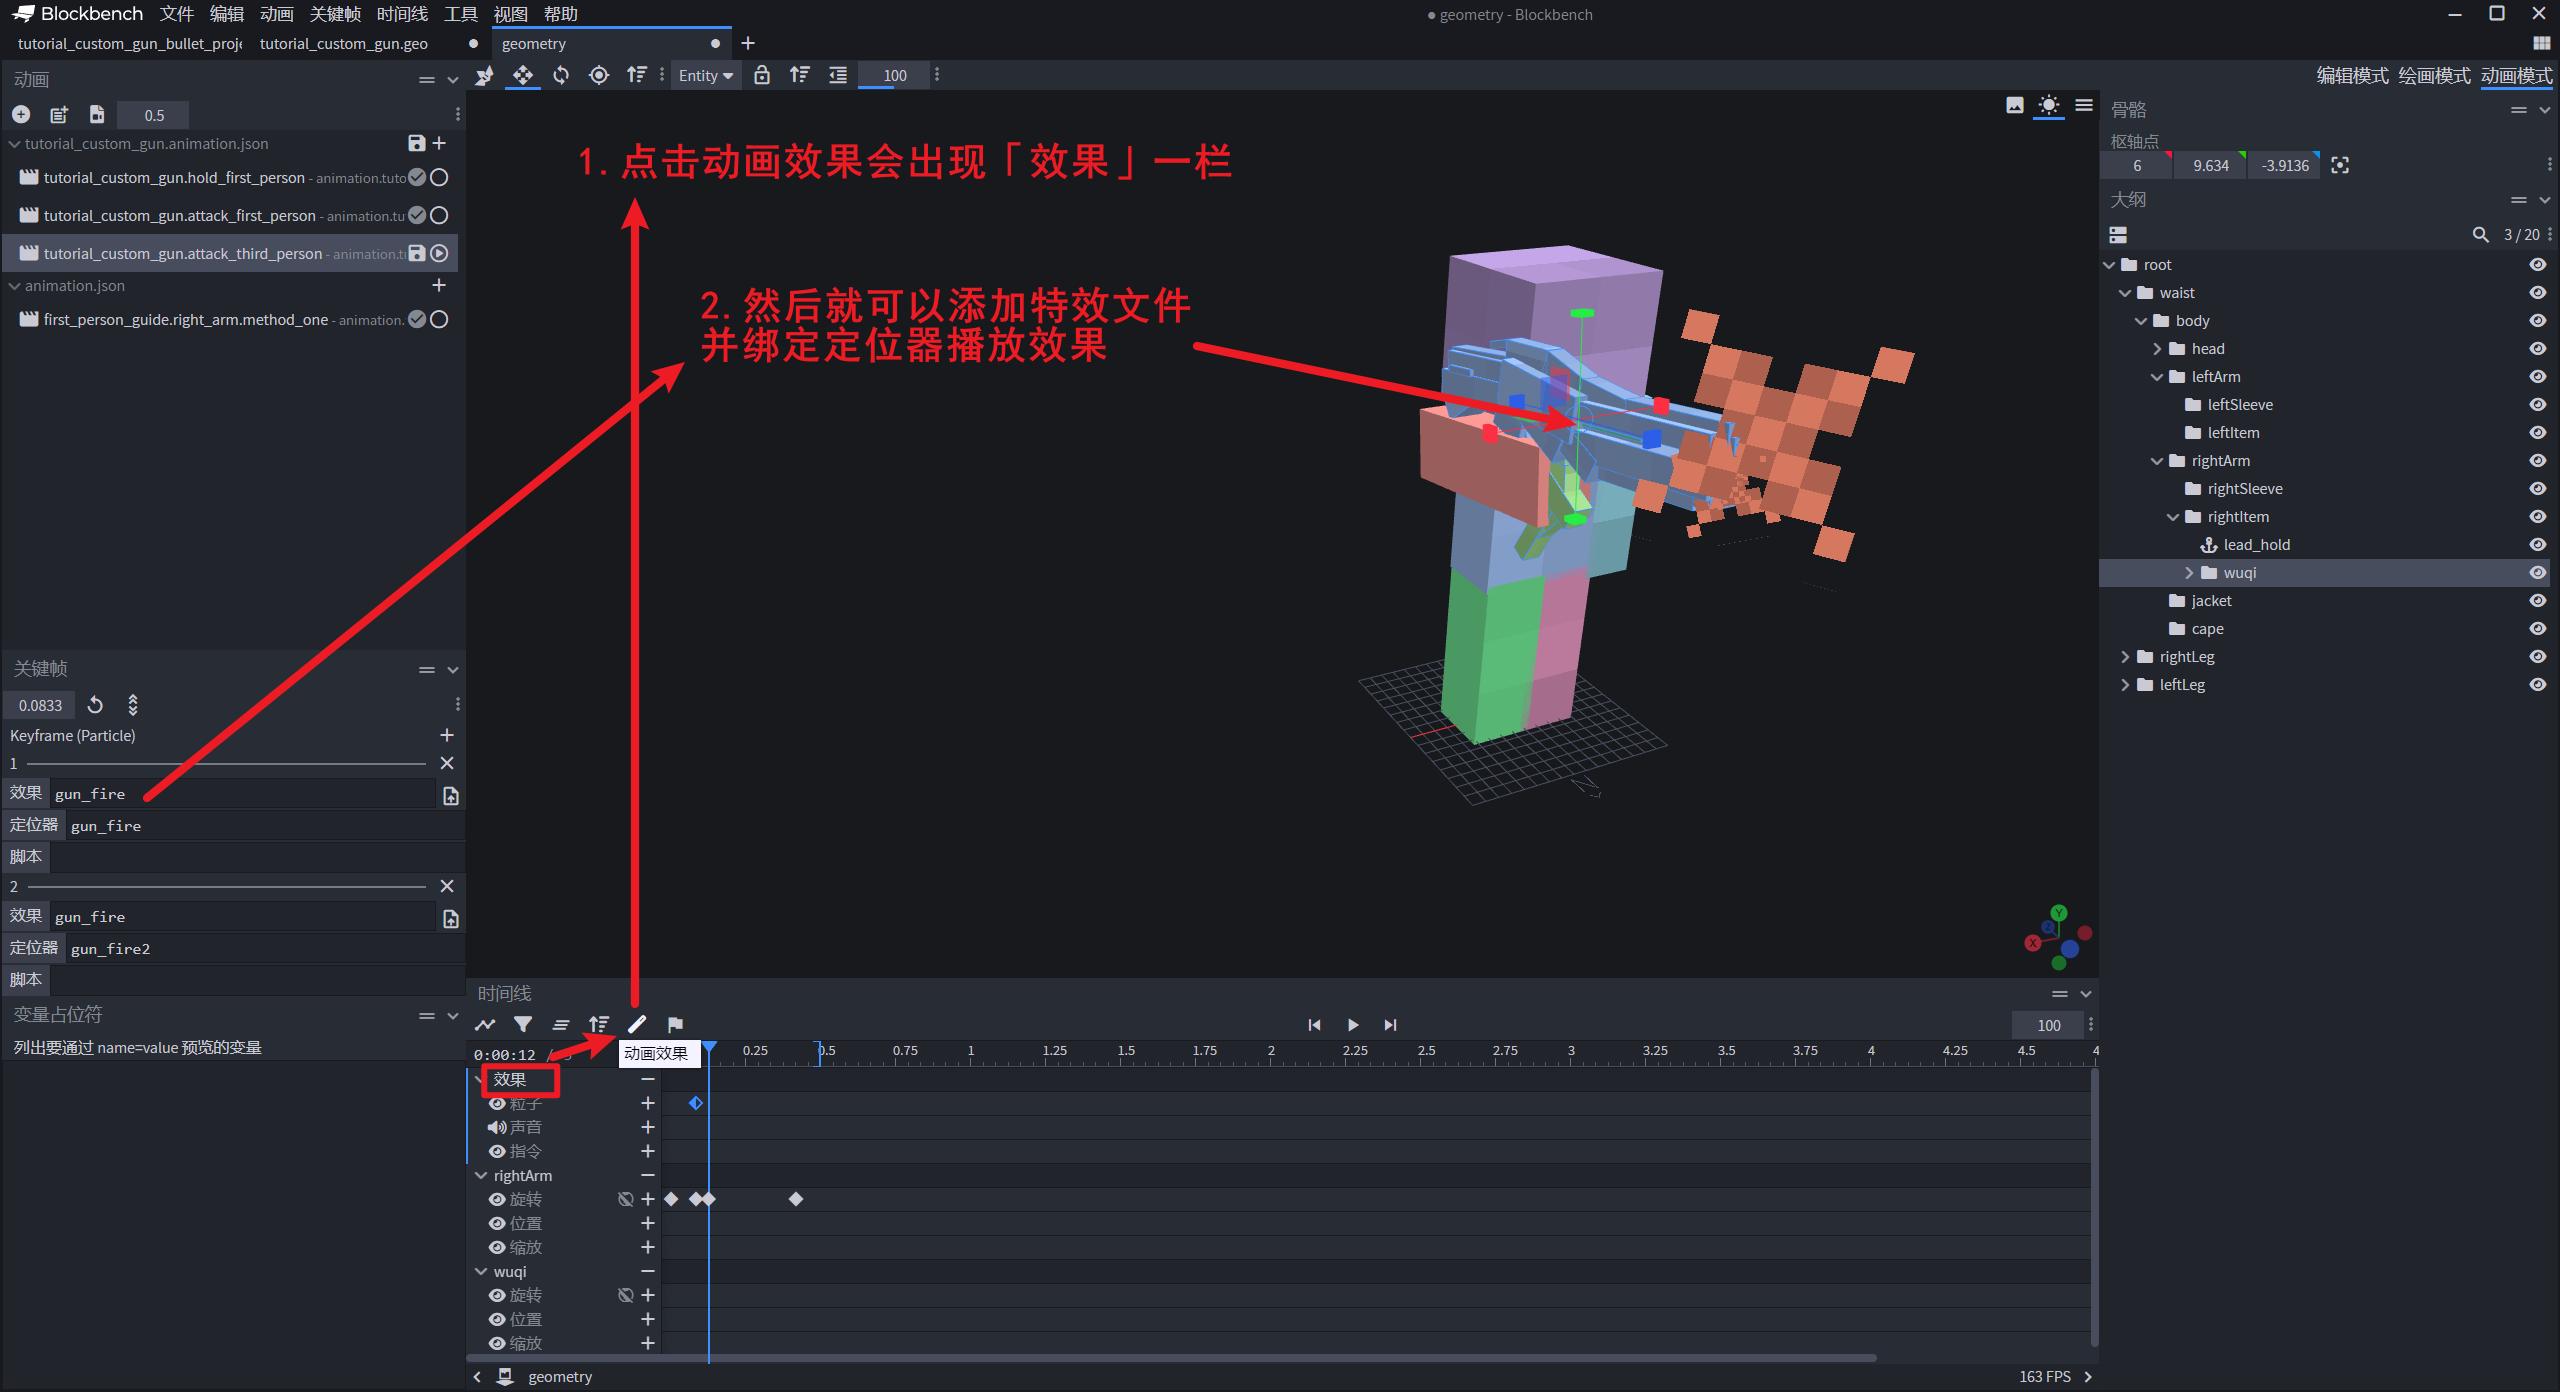 Blockbench 文件 编辑 动画 关键帧 时间线 工具 视图 帮助
geometry - Blockbench
tutorial_custom_gun_bullet_proje tutorial_custom_gun.geo geometry
动画
Entity 100
编辑模式 绘画模式 动画模式
0.5
tutorial_custom_gun.animation.json
tutorial_custom_gun.hold_first_person - animation.tuto
tutorial_custom_gun.attack_first_person - animation.tu
tutorial_custom_gun.attack_third_person - animation.t
animation.json
first_person_guide.right_arm.method_one - animation.
1. 点击动画效果会出现「效果」一栏
2. 然后就可以添加特效文件
并绑定定位器播放效果
骨骼
枢轴点
6 9.634 -3.9136
大纲
3 / 20
root
waist
body
head
leftArm
leftSleeve
leftItem
rightArm
rightSleeve
rightItem
lead_hold
wuqi
jacket
cape
rightLeg
leftLeg
关键帧
0.0833
Keyframe (Particle)
1
效果 gun_fire
定位器 gun_fire
脚本
2
效果 gun_fire
定位器 gun_fire2
脚本
变量占位符
列出要通过 name=value 预览的变量
Y
Z
X
时间线
100
0:00:12 /
动画效果
0.25 0.5 0.75 1 1.25 1.5 1.75 2 2.25 2.5 2.75 3 3.25 3.5 3.75 4 4.25 4.5 4
效果
粒子
声音
指令
rightArm
旋转
位置
缩放
wuqi
旋转
位置
缩放
geometry
163 FPS